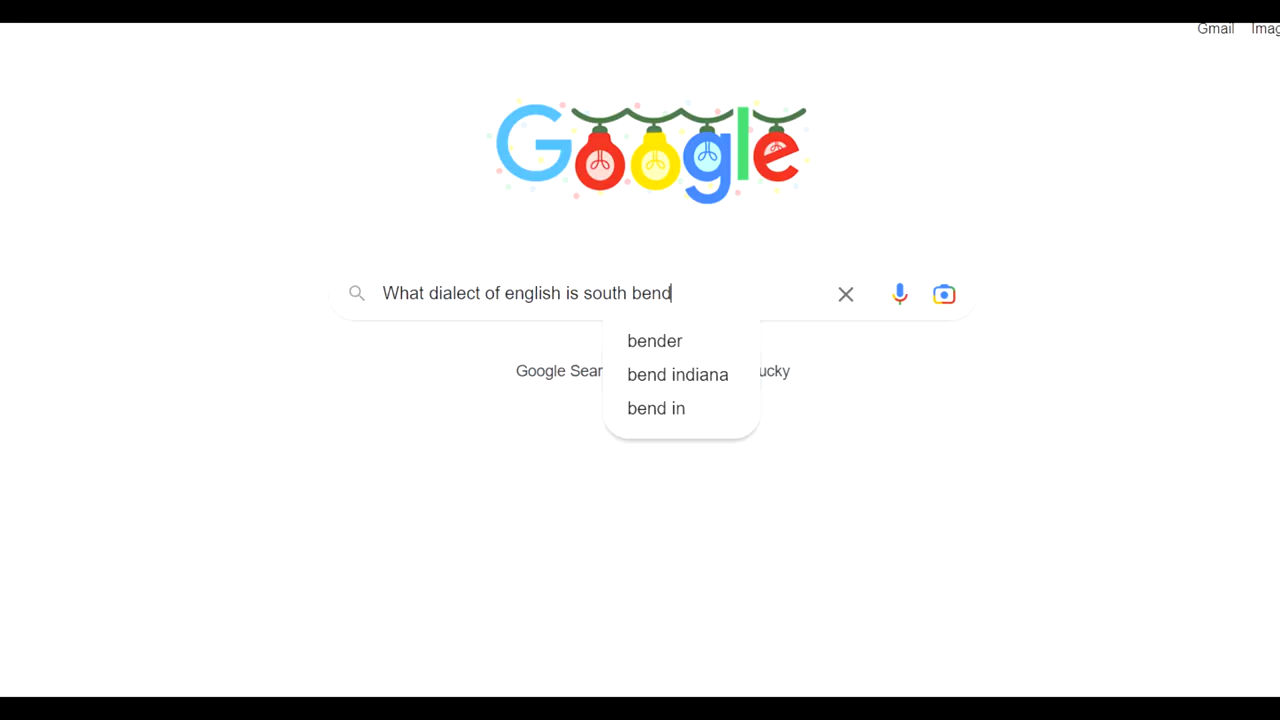 Gmail Imag
Google
What dialect of english is south bend
bender
Google Sear ucky
bend indiana
bend in